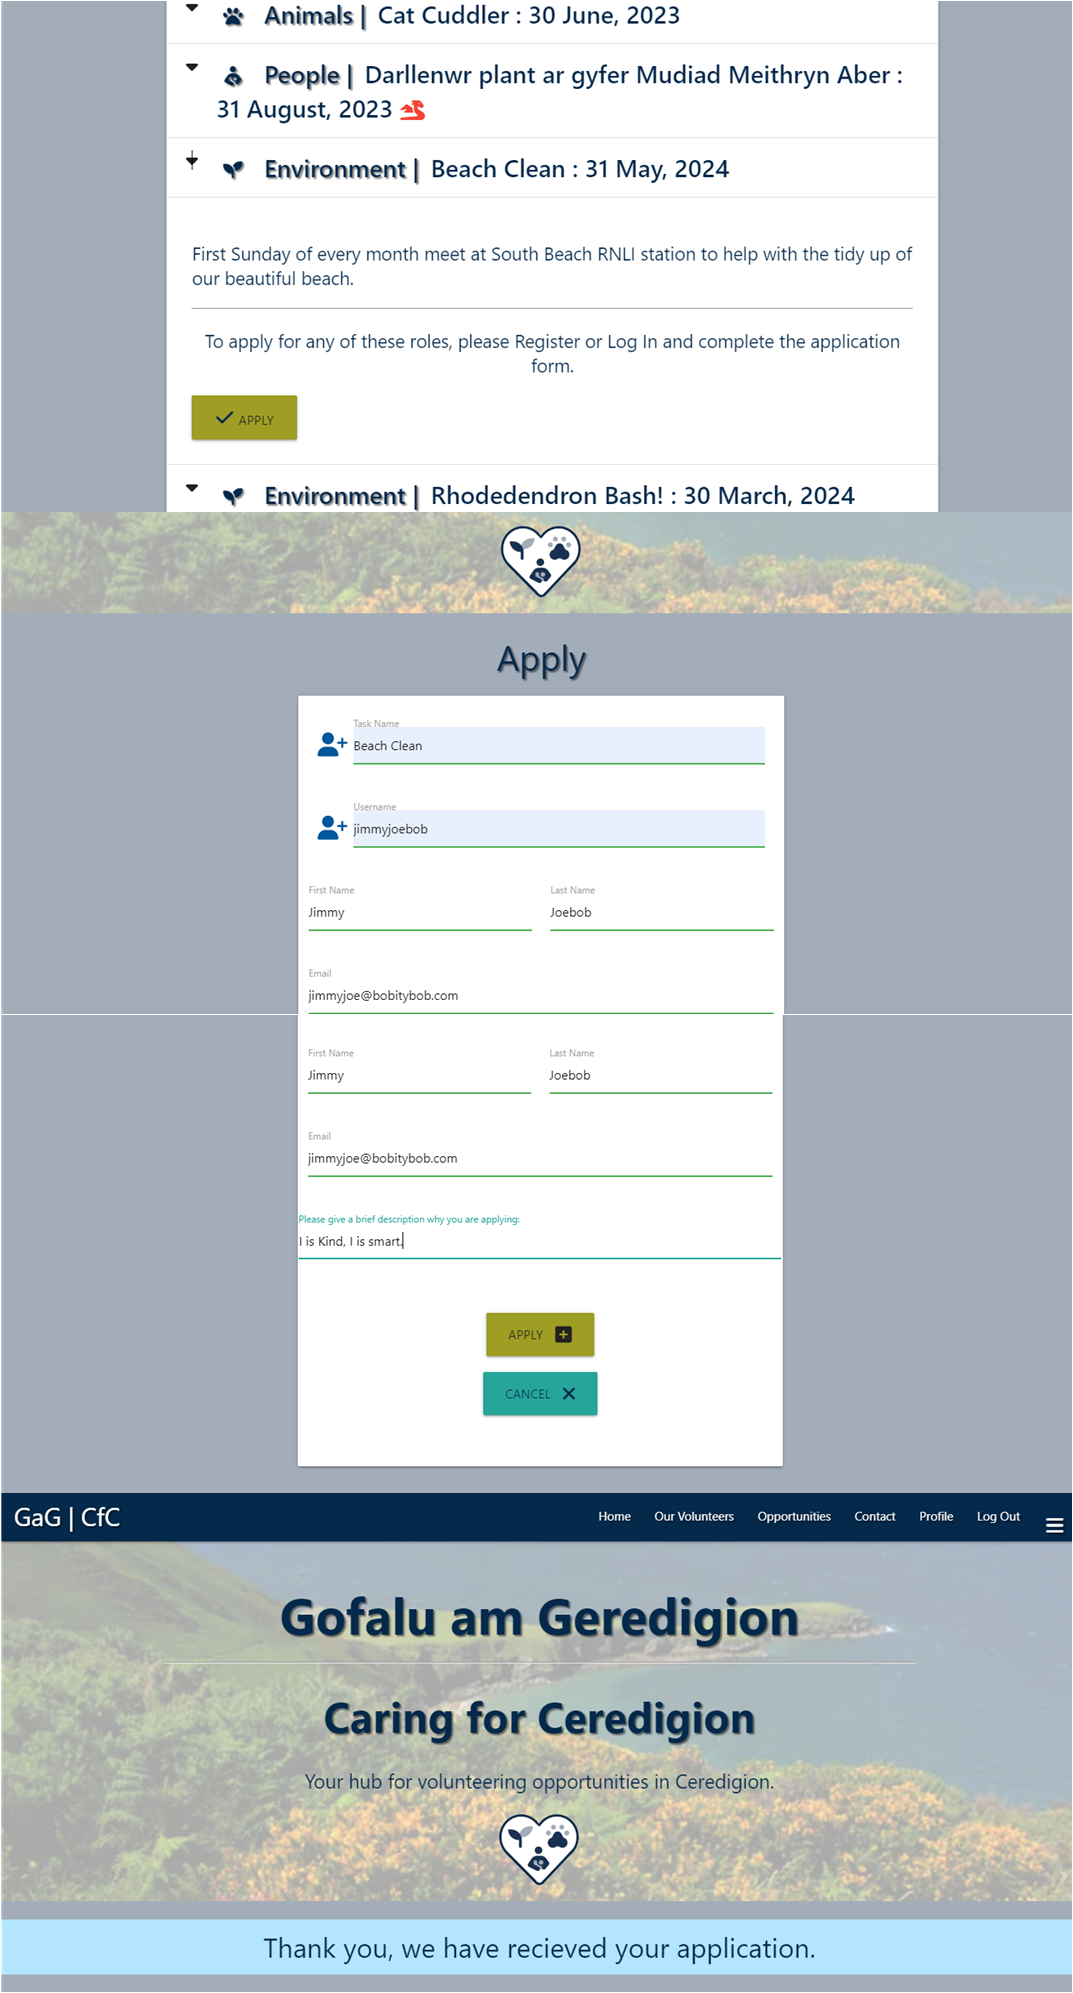 Animals | Cat Cuddler : 30 June, 2023
People | Darllenwr plant ar gyfer Mudiad Meithryn Aber :
31 August, 2023
Environment | Beach Clean : 31 May, 2024
First Sunday of every month meet at South Beach RNLI station to help with the tidy up of
our beautiful beach.
To apply for any of these roles, please Register or Log In and complete the application
form.
APPLY
Environment | Rhodedendron Bash! : 30 March, 2024
Apply
Task Name
Beach Clean
Username
jimmyjoebob
First Name Last Name
Jimmy Joebob
Email
jimmyjoe@bobitybob.com
First Name Last Name
Jimmy Joebob
Email
jimmyjoe@bobitybob.com
Please give a brief description why you are applying:
I is Kind, I is smart.
APPLY
CANCEL
GaG | CfC Home Our Volunteers Opportunities Contact Profile Log Out
Gofalu am Geredigion
Caring for Ceredigion
Your hub for volunteering opportunities in Ceredigion.
Thank you, we have recieved your application.